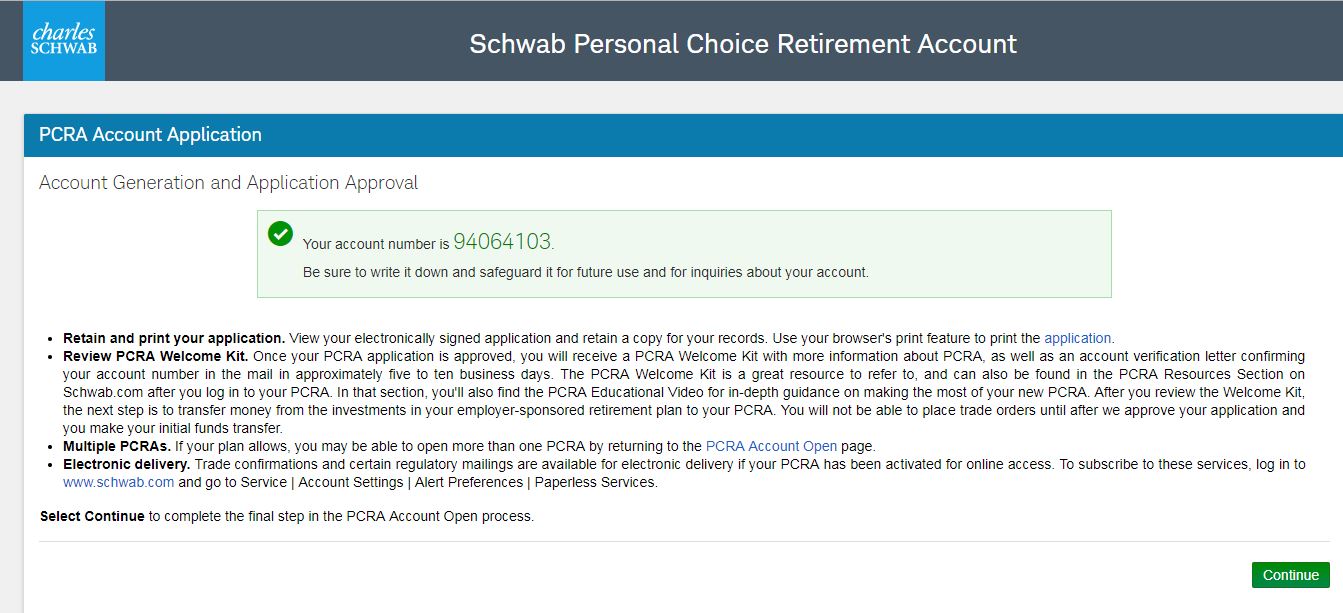 charles
SCHWAB
Schwab Personal Choice Retirement Account
PCRA Account Application
Account Generation and Application Approval
Your account number is 94064103.
Be sure to write it down and safeguard it for future use and for inquiries about your account.
• Retain and print your application. View your electronically signed application and retain a copy for your records. Use your browser's print feature to print the application.
• Review PCRA Welcome Kit. Once your PCRA application is approved, you will receive a PCRA Welcome Kit with more information about PCRA, as well as an account verification letter confirming
your account number in the mail in approximately five to ten business days. The PCRA Welcome Kit is a great resource to refer to, and can also be found in the PCRA Resources Section on
Schwab.com after you log in to your PCRA. In that section, you'll also find the PCRA Educational Video for in-depth guidance on making the most of your new PCRA. After you review the Welcome Kit,
the next step is to transfer money from the investments in your employer-sponsored retirement plan to your PCRA. You will not be able to place trade orders until after we approve your application and
you make your initial funds transfer.
• Multiple PCRAs. If your plan allows, you may be able to open more than one PCRA by returning to the PCRA Account Open page.
• Electronic delivery. Trade confirmations and certain regulatory mailings are available for electronic delivery if your PCRA has been activated for online access. To subscribe to these services, log in to
www.schwab.com and go to Service | Account Settings | Alert Preferences | Paperless Services.
Select Continue to complete the final step in the PCRA Account Open process.
Continue